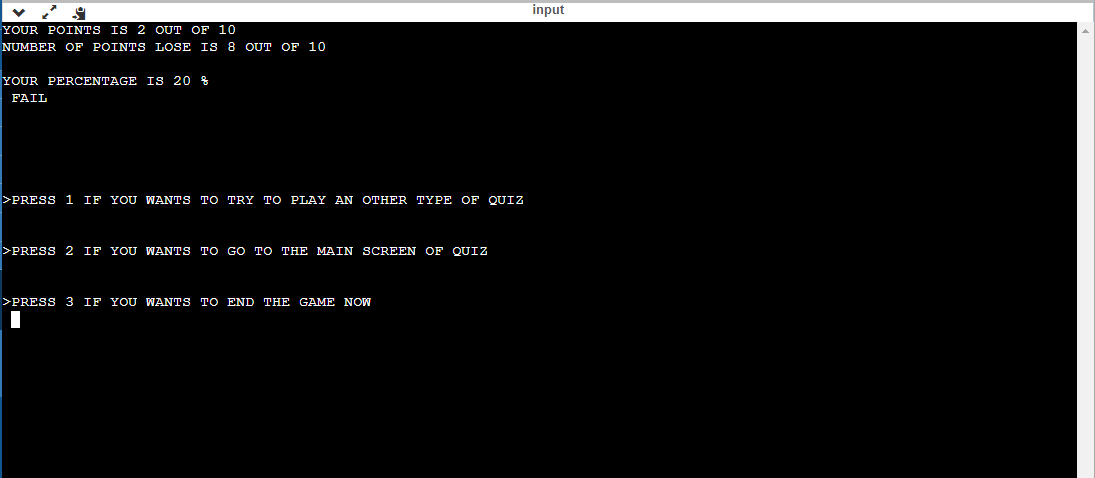 input
YOUR POINTS IS 2 OUT OF 10
NUMBER OF POINTS LOSE IS 8 OUT OF 10
YOUR PERCENTAGE IS 20 %
FAIL
>PRESS 1 IF YOU WANTS TO TRY TO PLAY AN OTHER TYPE OF QUIZ
>PRESS 2 IF YOU WANTS TO GO TO THE MAIN SCREEN OF QUIZ
>PRESS 3 IF YOU WANTS TO END THE GAME NOW